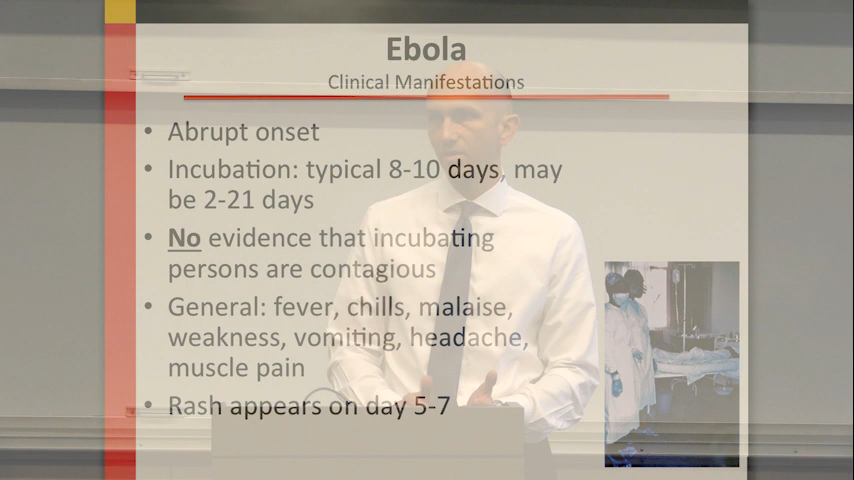 Ebola
Clinical Manifestations
• Abrupt onset
• Incubation: typical 8-10 days, may
be 2-21 days
• No evidence that incubating
persons are contagious
• General: fever, chills, malaise,
weakness, vomiting, headache,
muscle pain
• Rash appears on day 5-7